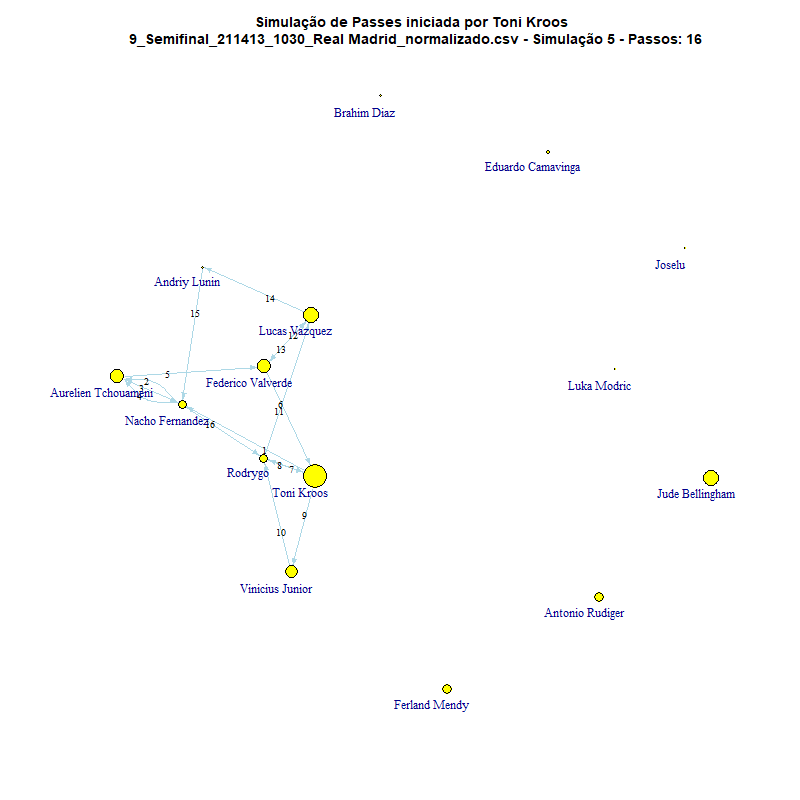 Simulação de Passes iniciada por Toni Kroos
9_Semifinal_211413_1030_Real Madrid_normalizado.csv - Simulação 5 - Passos: 16
Brahim Diaz
Eduardo Camavinga
Joselu
Andriy Lunin
14
15
Lucas Vazquez
12
13
Luka Modric
5
2
Federico Valverde
3
Aurelien Tchouameni
4
6
11
Nacho Fernandez
16
1
8
7
Rodrygo
Toni Kroos
Jude Bellingham
9
10
Vinicius Junior
Antonio Rudiger
Ferland Mendy